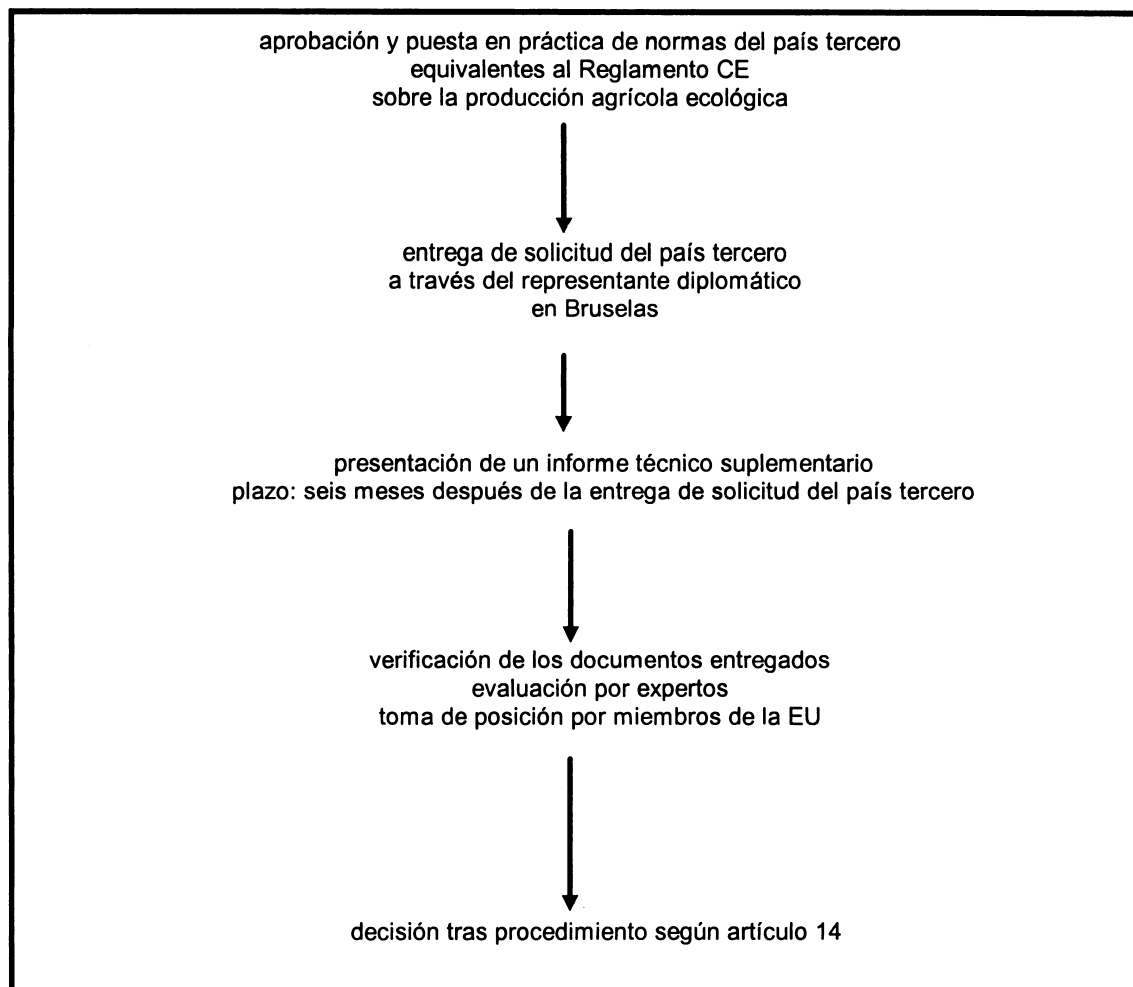 aprobación y puesta en práctica de normas del país tercero
equivalentes al Reglamento CE
sobre la producción agrícola ecológica
entrega de solicitud del país tercero
a través del representante diplomático
en Bruselas
presentación de un informe técnico suplementario
plazo: seis meses después de la entrega de solicitud del país tercero
verificación de los documentos entregados
evaluación por expertos
toma de posición por miembros de la EU
decisión tras procedimiento según artículo 14